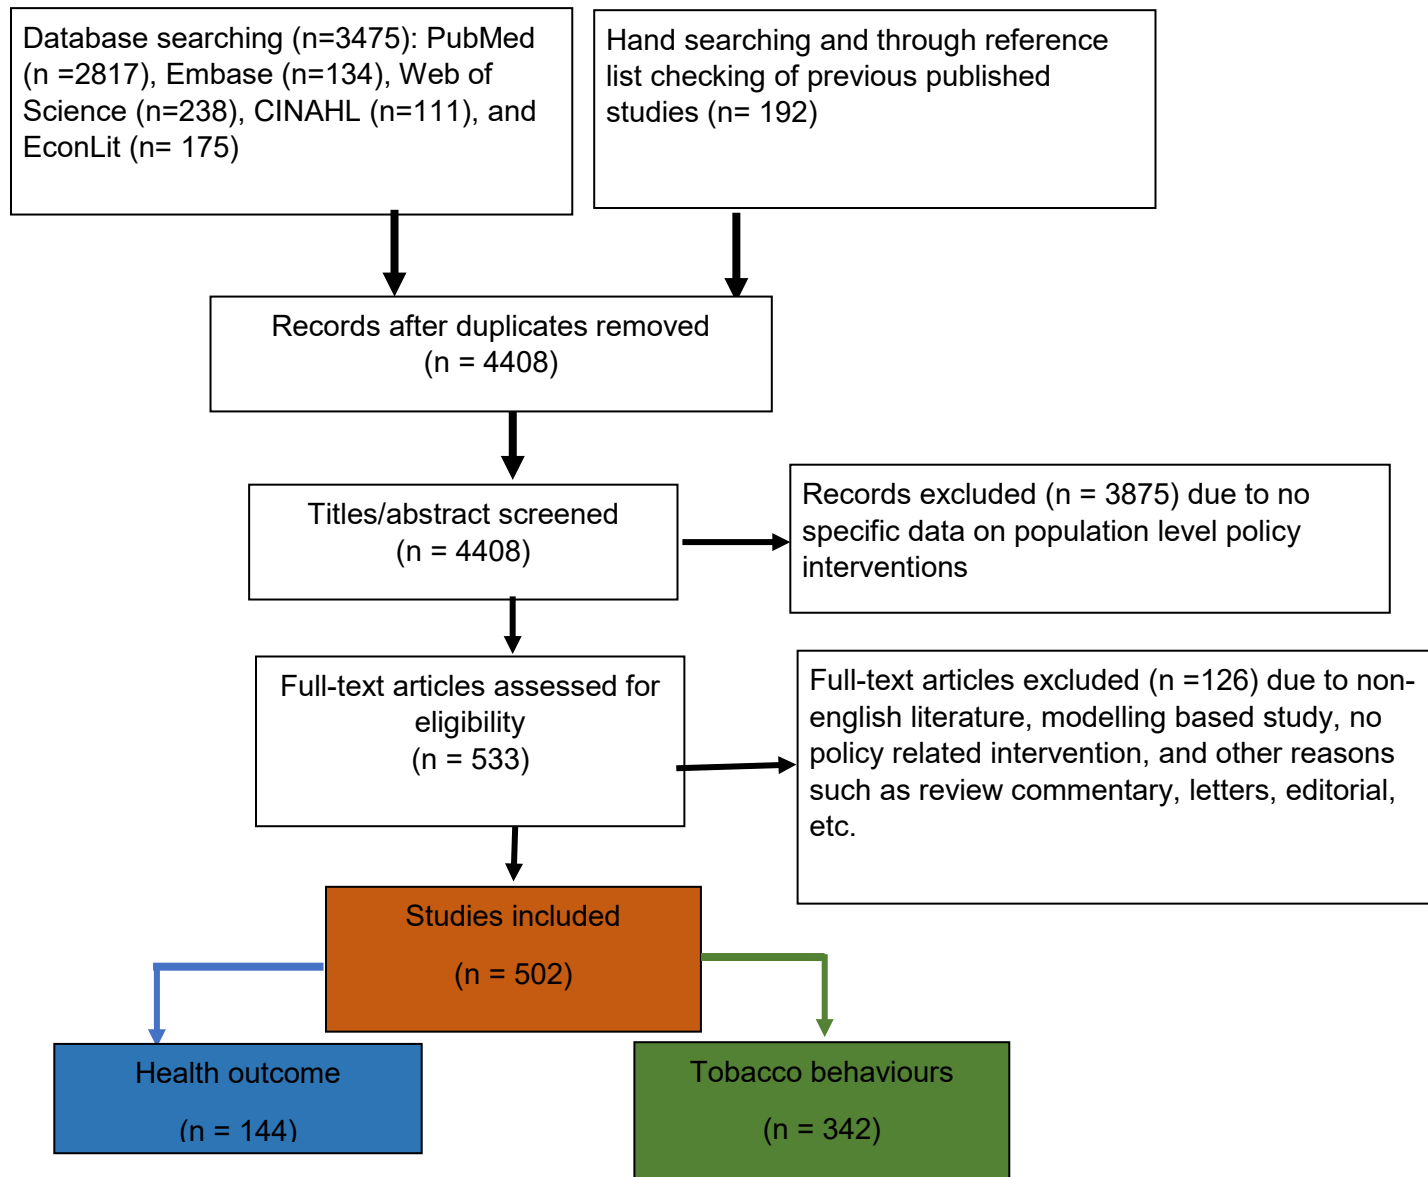 Database searching (n=3475): PubMed
(n =2817), Embase (n=134), Web of
Science (n=238), CINAHL (n=111), and
EconLit (n= 175)
Hand searching and through reference
list checking of previous published
studies (n= 192)
Records after duplicates removed
(n = 4408)
Titles/abstract screened
(n = 4408)
Records excluded (n = 3875) due to no
specific data on population level policy
interventions
Full-text articles assessed for
eligibility
(n = 533)
Full-text articles excluded (n =126) due to non-
english literature, modelling based study, no
policy related intervention, and other reasons
such as review commentary, letters, editorial,
etc.
Studies included
(n = 502)
Health outcome
(n = 144)
Tobacco behaviours
(n = 342)